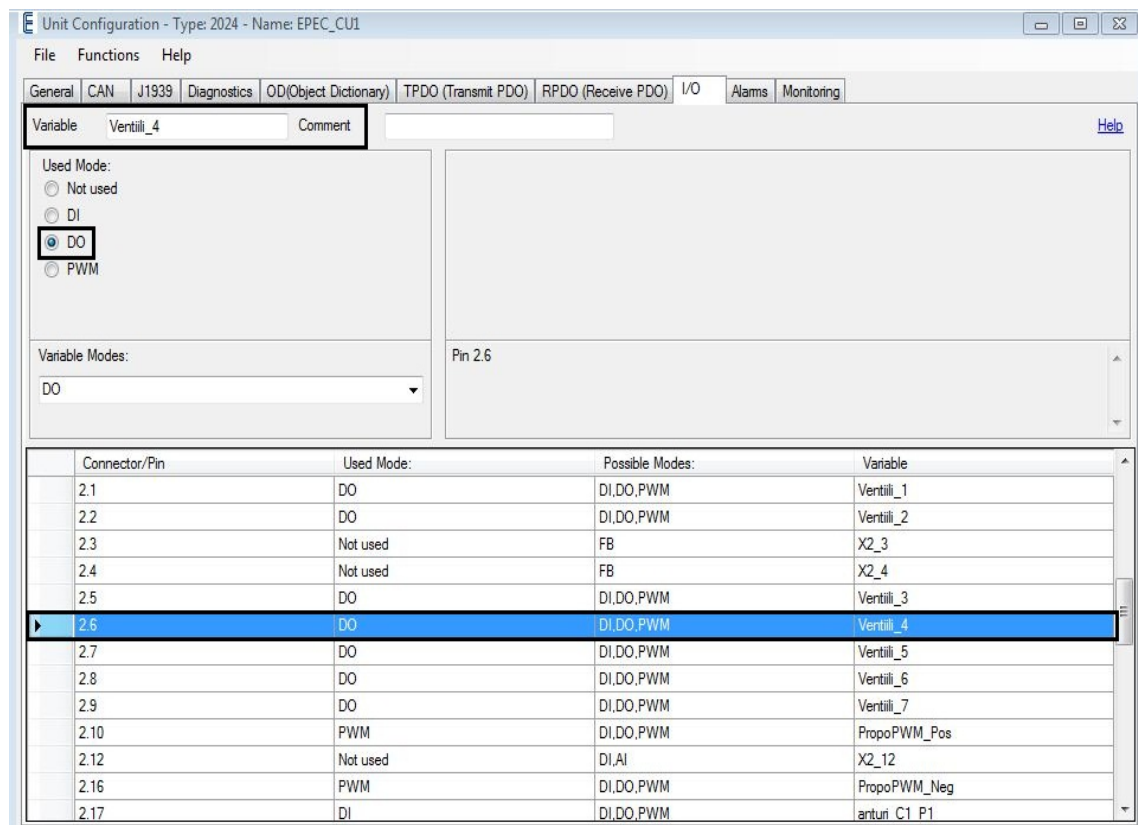 Unit Configuration - Type: 2024 - Name: EPEC_CU1
File Functions Help
General CAN J1939 Diagnostics OD(Object Dictionary) TPDO (Transmit PDO) RPDO (Receive PDO) I/O Alarms Monitoring
Variable Ventiili_4 Comment Help
Used Mode:
Not used
DI
DO
PWM
Variable Modes:
DO
Pin 2.6
Connector/Pin Used Mode: Possible Modes: Variable
2.1 DO DI,DO,PWM Ventiili_1
2.2 DO DI,DO,PWM Ventiili_2
2.3 Not used FB X2_3
2.4 Not used FB X2_4
2.5 DO DI,DO,PWM Ventiili_3
2.6 DO DI,DO,PWM Ventiili_4
2.7 DO DI,DO,PWM Ventiili_5
2.8 DO DI,DO,PWM Ventiili_6
2.9 DO DI,DO,PWM Ventiili_7
2.10 PWM DI,DO,PWM PropoPWM_Pos
2.12 Not used DI,AI X2_12
2.16 PWM DI,DO,PWM PropoPWM_Neg
2.17 DI DI,DO,PWM anturi_C1_P1